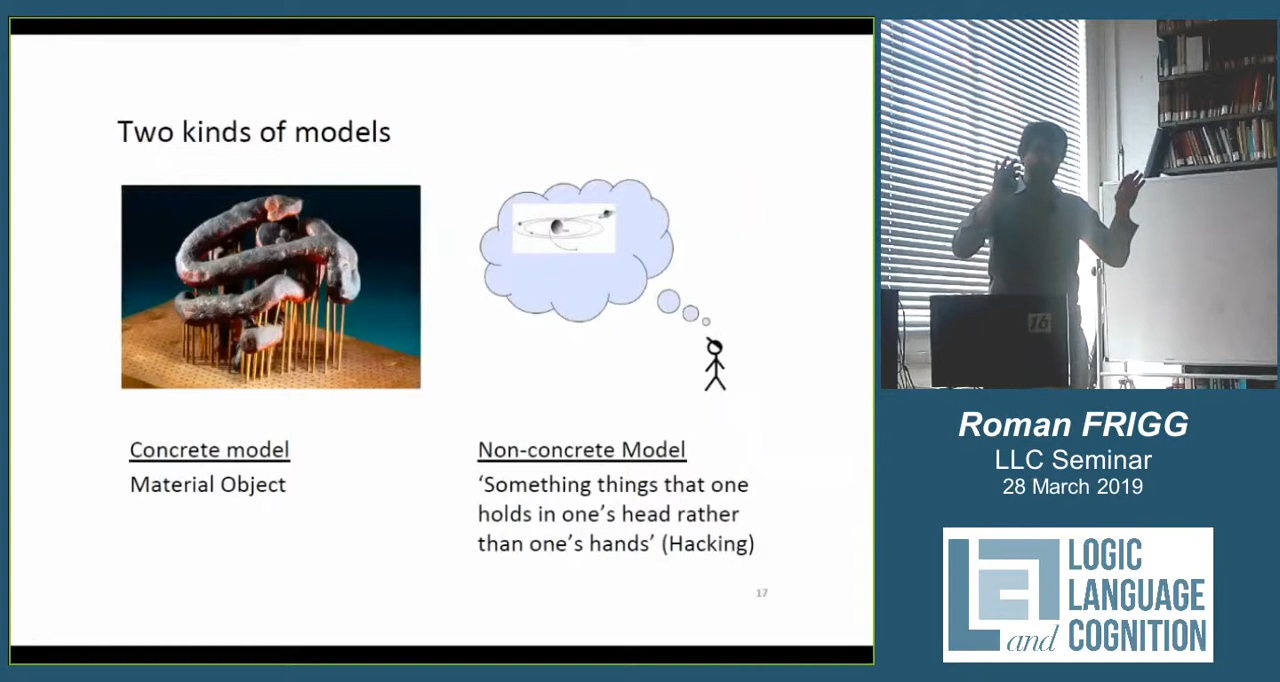 Two kinds of models
Concrete model
Material Object
Non-concrete Model
‘Something things that one
holds in one’s head rather
than one’s hands’ (Hacking)
17
16
Roman FRIGG
LLC Seminar
28 March 2019
LOGIC
LANGUAGE
and COGNITION